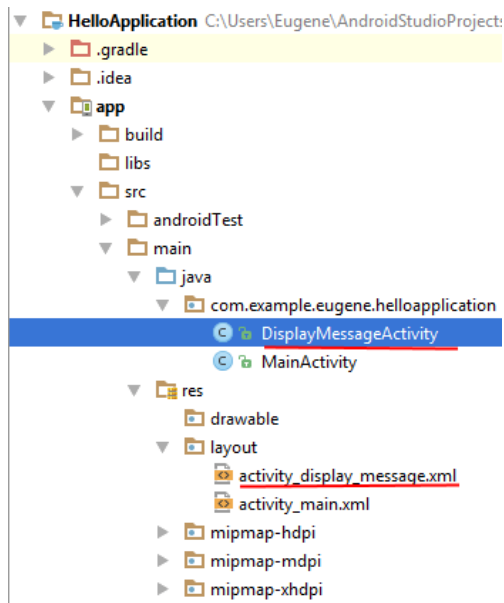 HelloApplication C:\Users\Eugene\AndroidStudioProjects
.gradle
.idea
app
build
libs
src
androidTest
main
java
com.example.eugene.helloapplication
DisplayMessageActivity
MainActivity
res
drawable
layout
activity_display_message.xml
activity_main.xml
mipmap-hdpi
mipmap-mdpi
mipmap-xhdpi